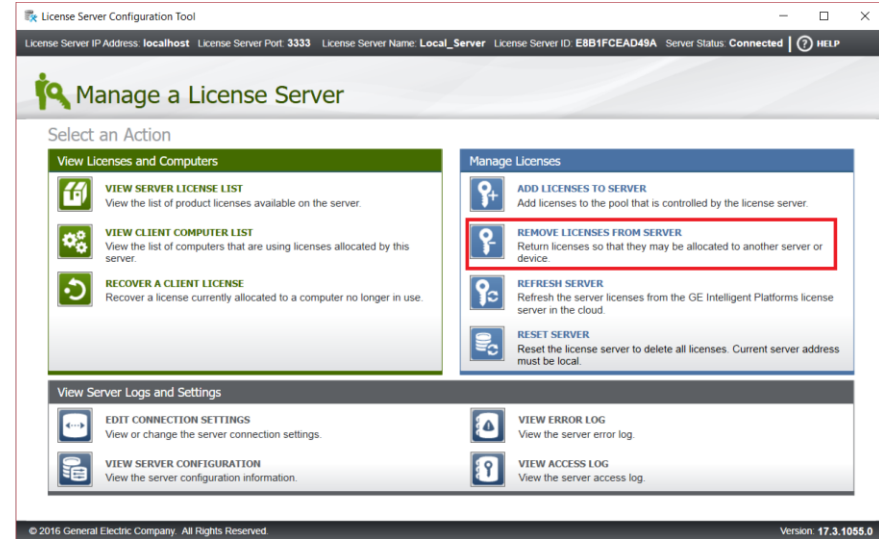 License Server Configuration Tool
License Server IP Address: localhost License Server Port: 3333 License Server Name: Local_Server License Server ID: E8B1FCEAD49A Server Status: Connected | ? HELP
Manage a License Server
Select an Action
View Licenses and Computers
VIEW SERVER LICENSE LIST
View the list of product licenses available on the server.
VIEW CLIENT COMPUTER LIST
View the list of computers that are using licenses allocated by this
server.
RECOVER A CLIENT LICENSE
Recover a license currently allocated to a computer no longer in use.
Manage Licenses
ADD LICENSES TO SERVER
Add licenses to the pool that is controlled by the license server.
REMOVE LICENSES FROM SERVER
Return licenses so that they may be allocated to another server or
device.
REFRESH SERVER
Refresh the server licenses from the GE Intelligent Platforms license
server in the cloud.
RESET SERVER
Reset the license server to delete all licenses. Current server address
must be local.
View Server Logs and Settings
EDIT CONNECTION SETTINGS
View or change the server connection settings.
VIEW SERVER CONFIGURATION
View the server configuration information.
VIEW ERROR LOG
View the server error log.
VIEW ACCESS LOG
View the server access log.
© 2016 General Electric Company. All Rights Reserved.
Version: 17.3.1055.0